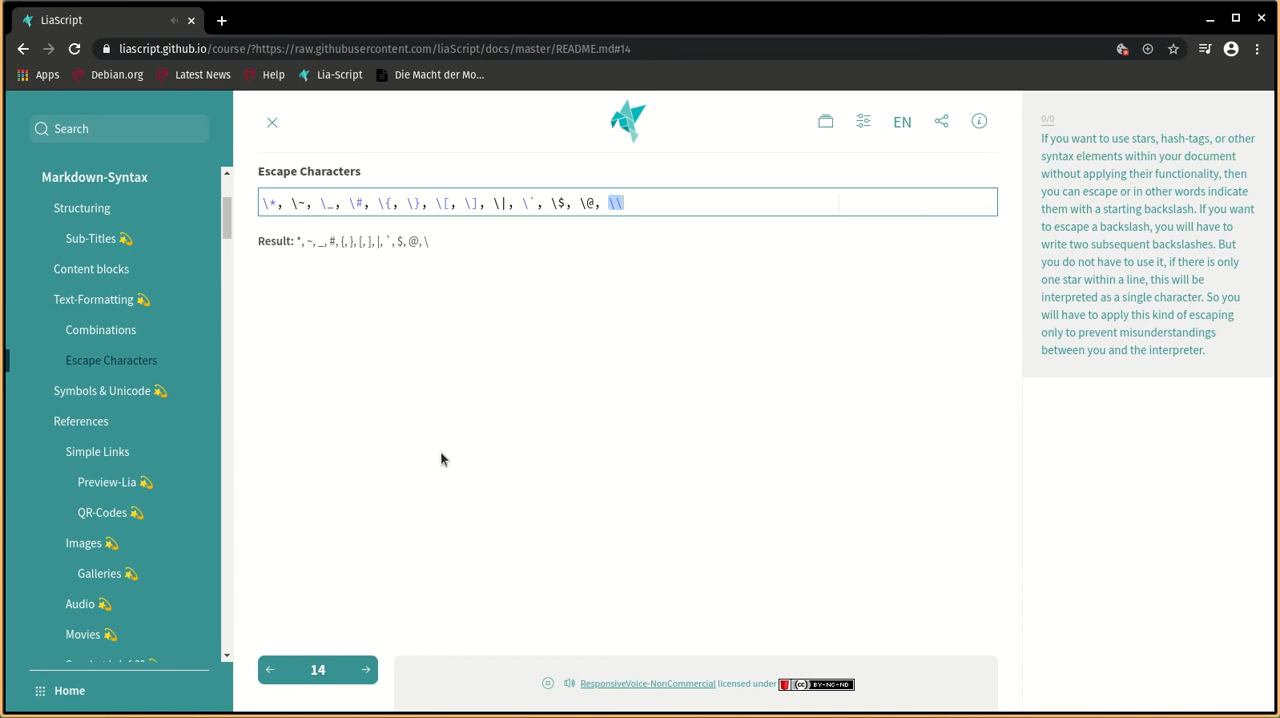 LiaScript
liascript.github.io/course/?https://raw.githubusercontent.com/liaScript/docs/master/README.md#14
Apps Debian.org Latest News Help Lia-Script Die Macht der Mo...
Search
Markdown-Syntax
Structuring
Sub-Titles 💫
Content blocks
Text-Formatting 💫
Combinations
Escape Characters
Symbols & Unicode 💫
References
Simple Links
Preview-Lia 💫
QR-Codes 💫
Images 💫
Galleries 💫
Audio 💫
Movies 💫
Home
EN
Escape Characters
\*, \~, \_, \#, \{, \}, \[, \], \|, \`, \$, \@, \\
Result: *, ~, _, #, {, }, [, ], |, `, $, @, \
14
ResponsiveVoice-NonCommercial licensed under
BY-NC-ND
0/0
If you want to use stars, hash-tags, or other
syntax elements within your document
without applying their functionality, then
you can escape or in other words indicate
them with a starting backslash. If you want
to escape a backslash, you will have to
write two subsequent backslashes. But
you do not have to use it, if there is only
one star within a line, this will be
interpreted as a single character. So you
will have to apply this kind of escaping
only to prevent misunderstandings
between you and the interpreter.